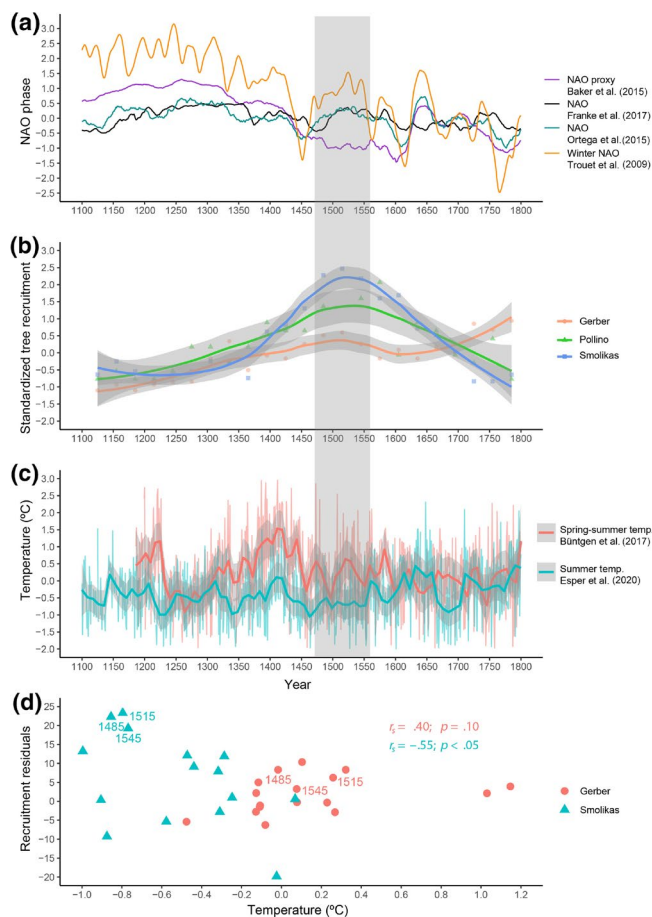 (a)
NAO phase
3.0
2.5
2.0
1.5
1.0
0.5
0.0
−0.5
−1.0
−1.5
−2.0
−2.5
1100 1150 1200 1250 1300 1350 1400 1450 1500 1550 1600 1650 1700 1750 1800
NAO proxy
Baker et al. (2015)
NAO
Franke et al. (2017)
NAO
Ortega et al. (2015)
Winter NAO
Trouet et al. (2009)
(b)
Standardized tree recruitment
3.0
2.5
2.0
1.5
1.0
0.5
0.0
−0.5
−1.0
−1.5
−2.0
1100 1150 1200 1250 1300 1350 1400 1450 1500 1550 1600 1650 1700 1750 1800
Gerber
Pollino
Smolikas
(c)
Temperature (ºC)
3.0
2.5
2.0
1.5
1.0
0.5
0.0
−0.5
−1.0
−1.5
−2.0
1100 1150 1200 1250 1300 1350 1400 1450 1500 1550 1600 1650 1700 1750 1800
Year
Spring-summer temp.
Büntgen et al. (2017)
Summer temp.
Esper et al. (2020)
(d)
Recruitment residuals
25
20
15
10
5
0
−5
−10
−15
−20
1515
1485
1545
1485
1515
1545
rs = .40; p = .10
rs = −.55; p < .05
−1.0 −0.8 −0.6 −0.4 −0.2 0.0 0.2 0.4 0.6 0.8 1.0 1.2
Temperature (ºC)
Gerber
Smolikas